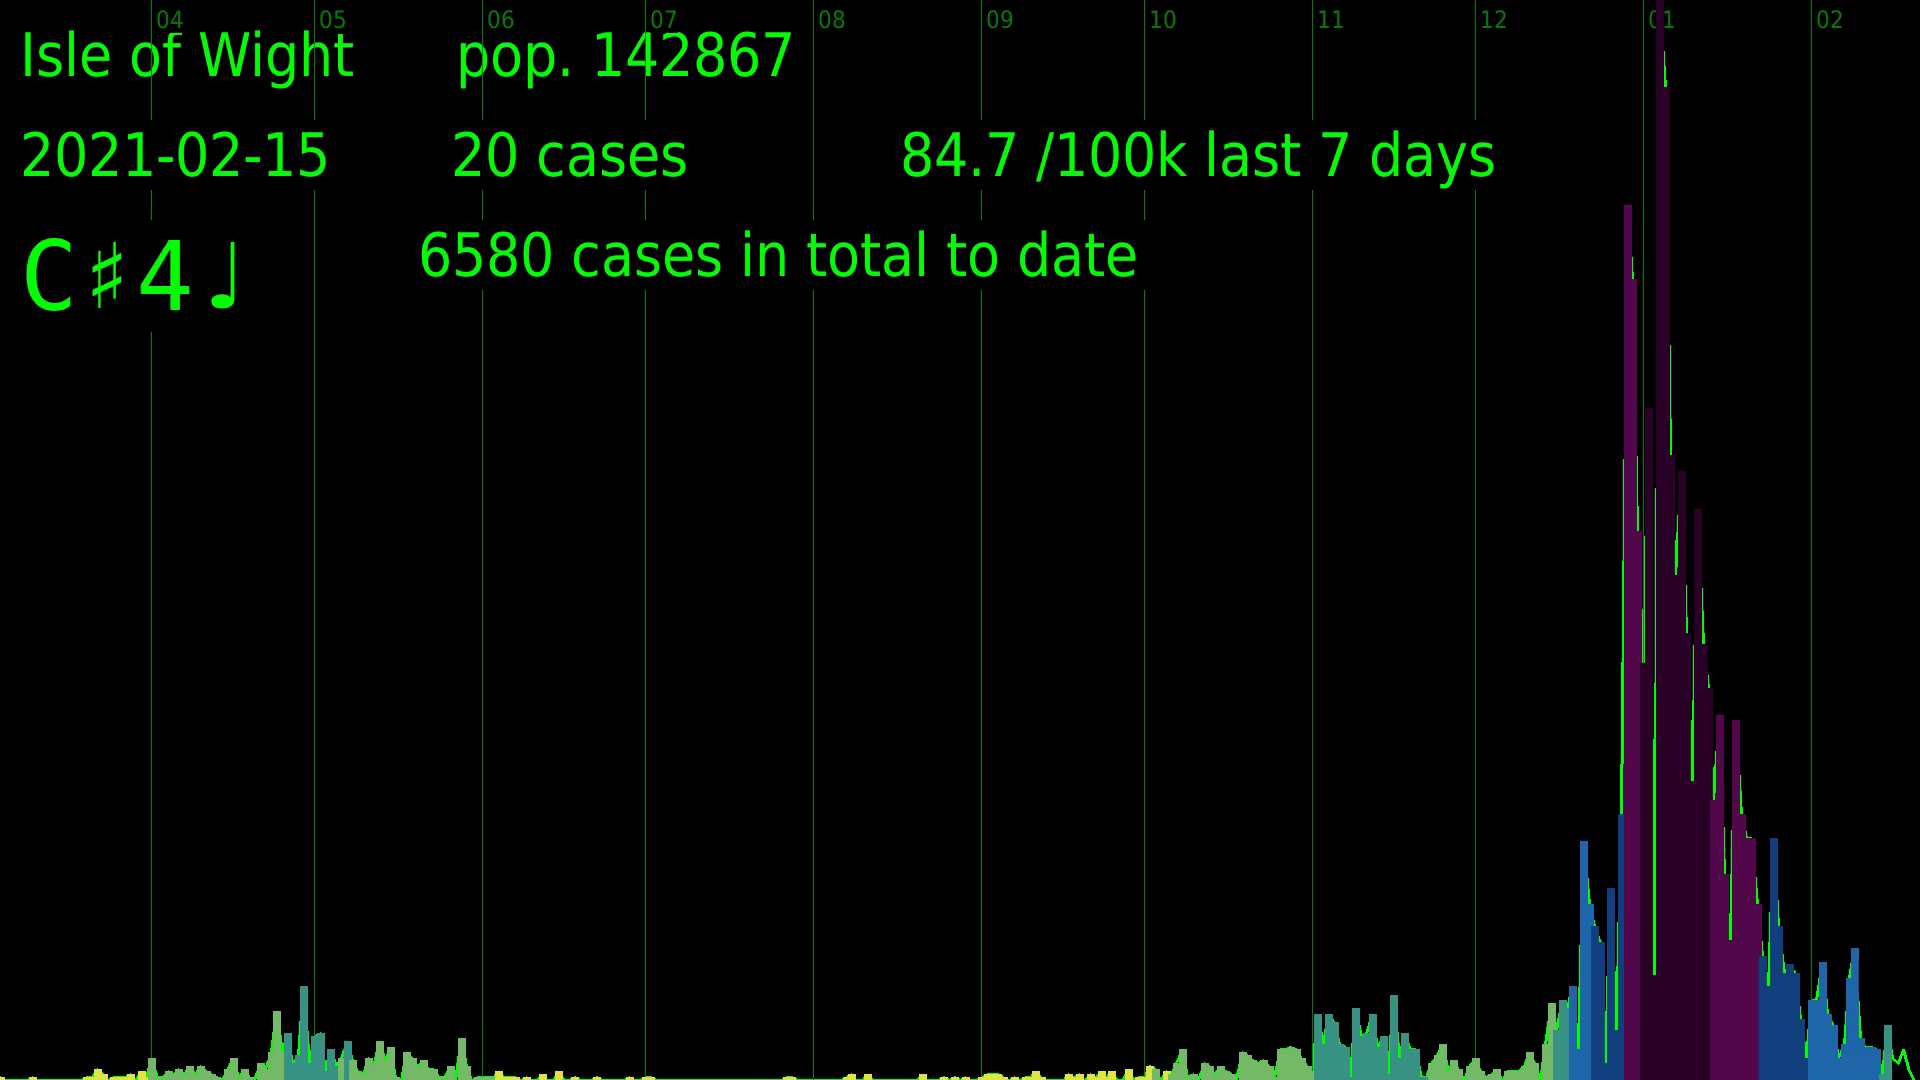 04 05 06 07 08 09 10 11 12 01 02
Isle of Wight pop. 142867
2021-02-15 20 cases 84.7 /100k last 7 days
C♯4♩ 6580 cases in total to date